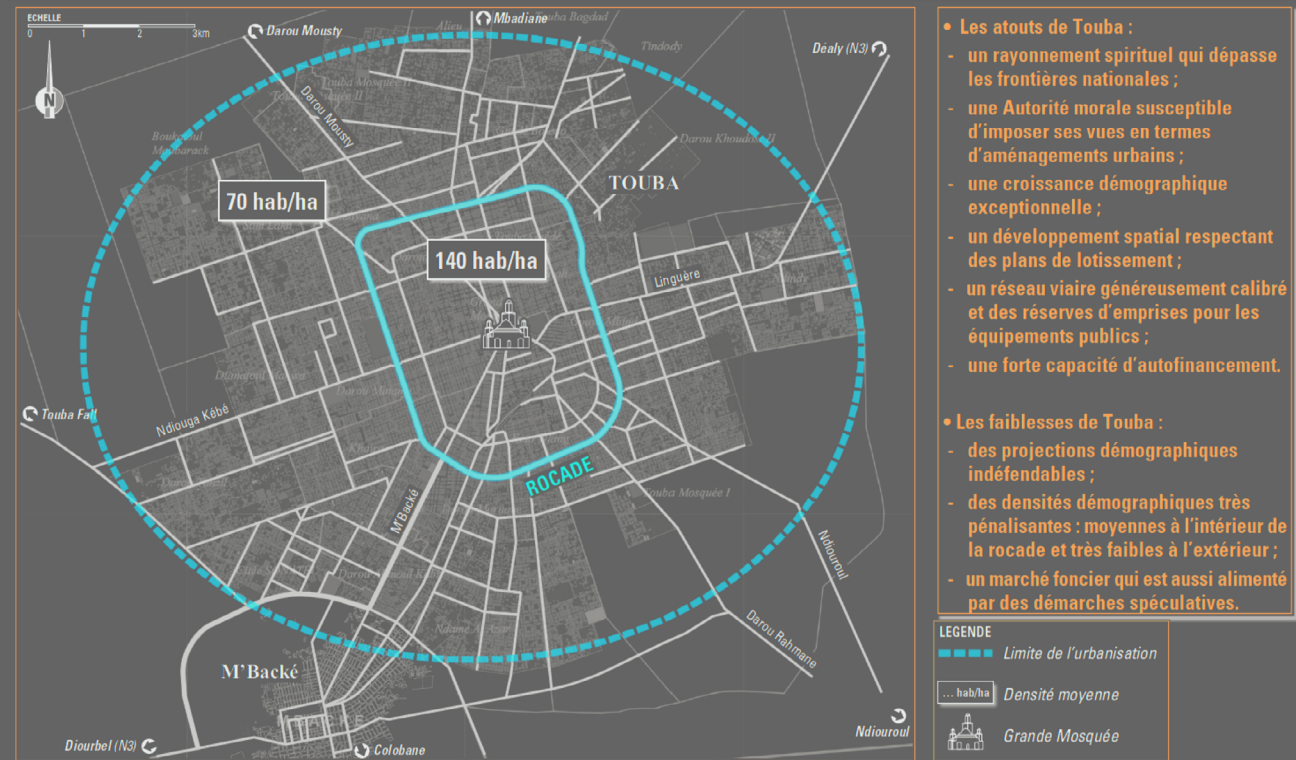 ECHELLE
0 1 2 3km
N
Darou Mousty
Mbadiane
Touba Bagdad
Alieu
Tindody
Déaly (N3)
Touba Mosquée II
Darou Mousty
Darou Khoudoss II
TOUBA
70 hab/ha
140 hab/ha
Linguère
Touba Fall
Ndiouga Kébé
ROCADE
M'Backé
Touba Mosquée I
Ndiouroul
Darou Rahmane
M'Backé
MBACKE
Diourbel (N3)
Colobane
Ndiouroul
• Les atouts de Touba :
- un rayonnement spirituel qui dépasse
les frontières nationales ;
- une Autorité morale susceptible
d'imposer ses vues en termes
d'aménagements urbains ;
- une croissance démographique
exceptionnelle ;
- un développement spatial respectant
des plans de lotissement ;
- un réseau viaire généreusement calibré
et des réserves d'emprises pour les
équipements publics ;
- une forte capacité d'autofinancement.
• Les faiblesses de Touba :
- des projections démographiques
indéfendables ;
- des densités démographiques très
pénalisantes : moyennes à l'intérieur de
la rocade et très faibles à l'extérieur ;
- un marché foncier qui est aussi alimenté
par des démarches spéculatives.
LEGENDE
Limite de l'urbanisation
... hab/ha Densité moyenne
Grande Mosquée